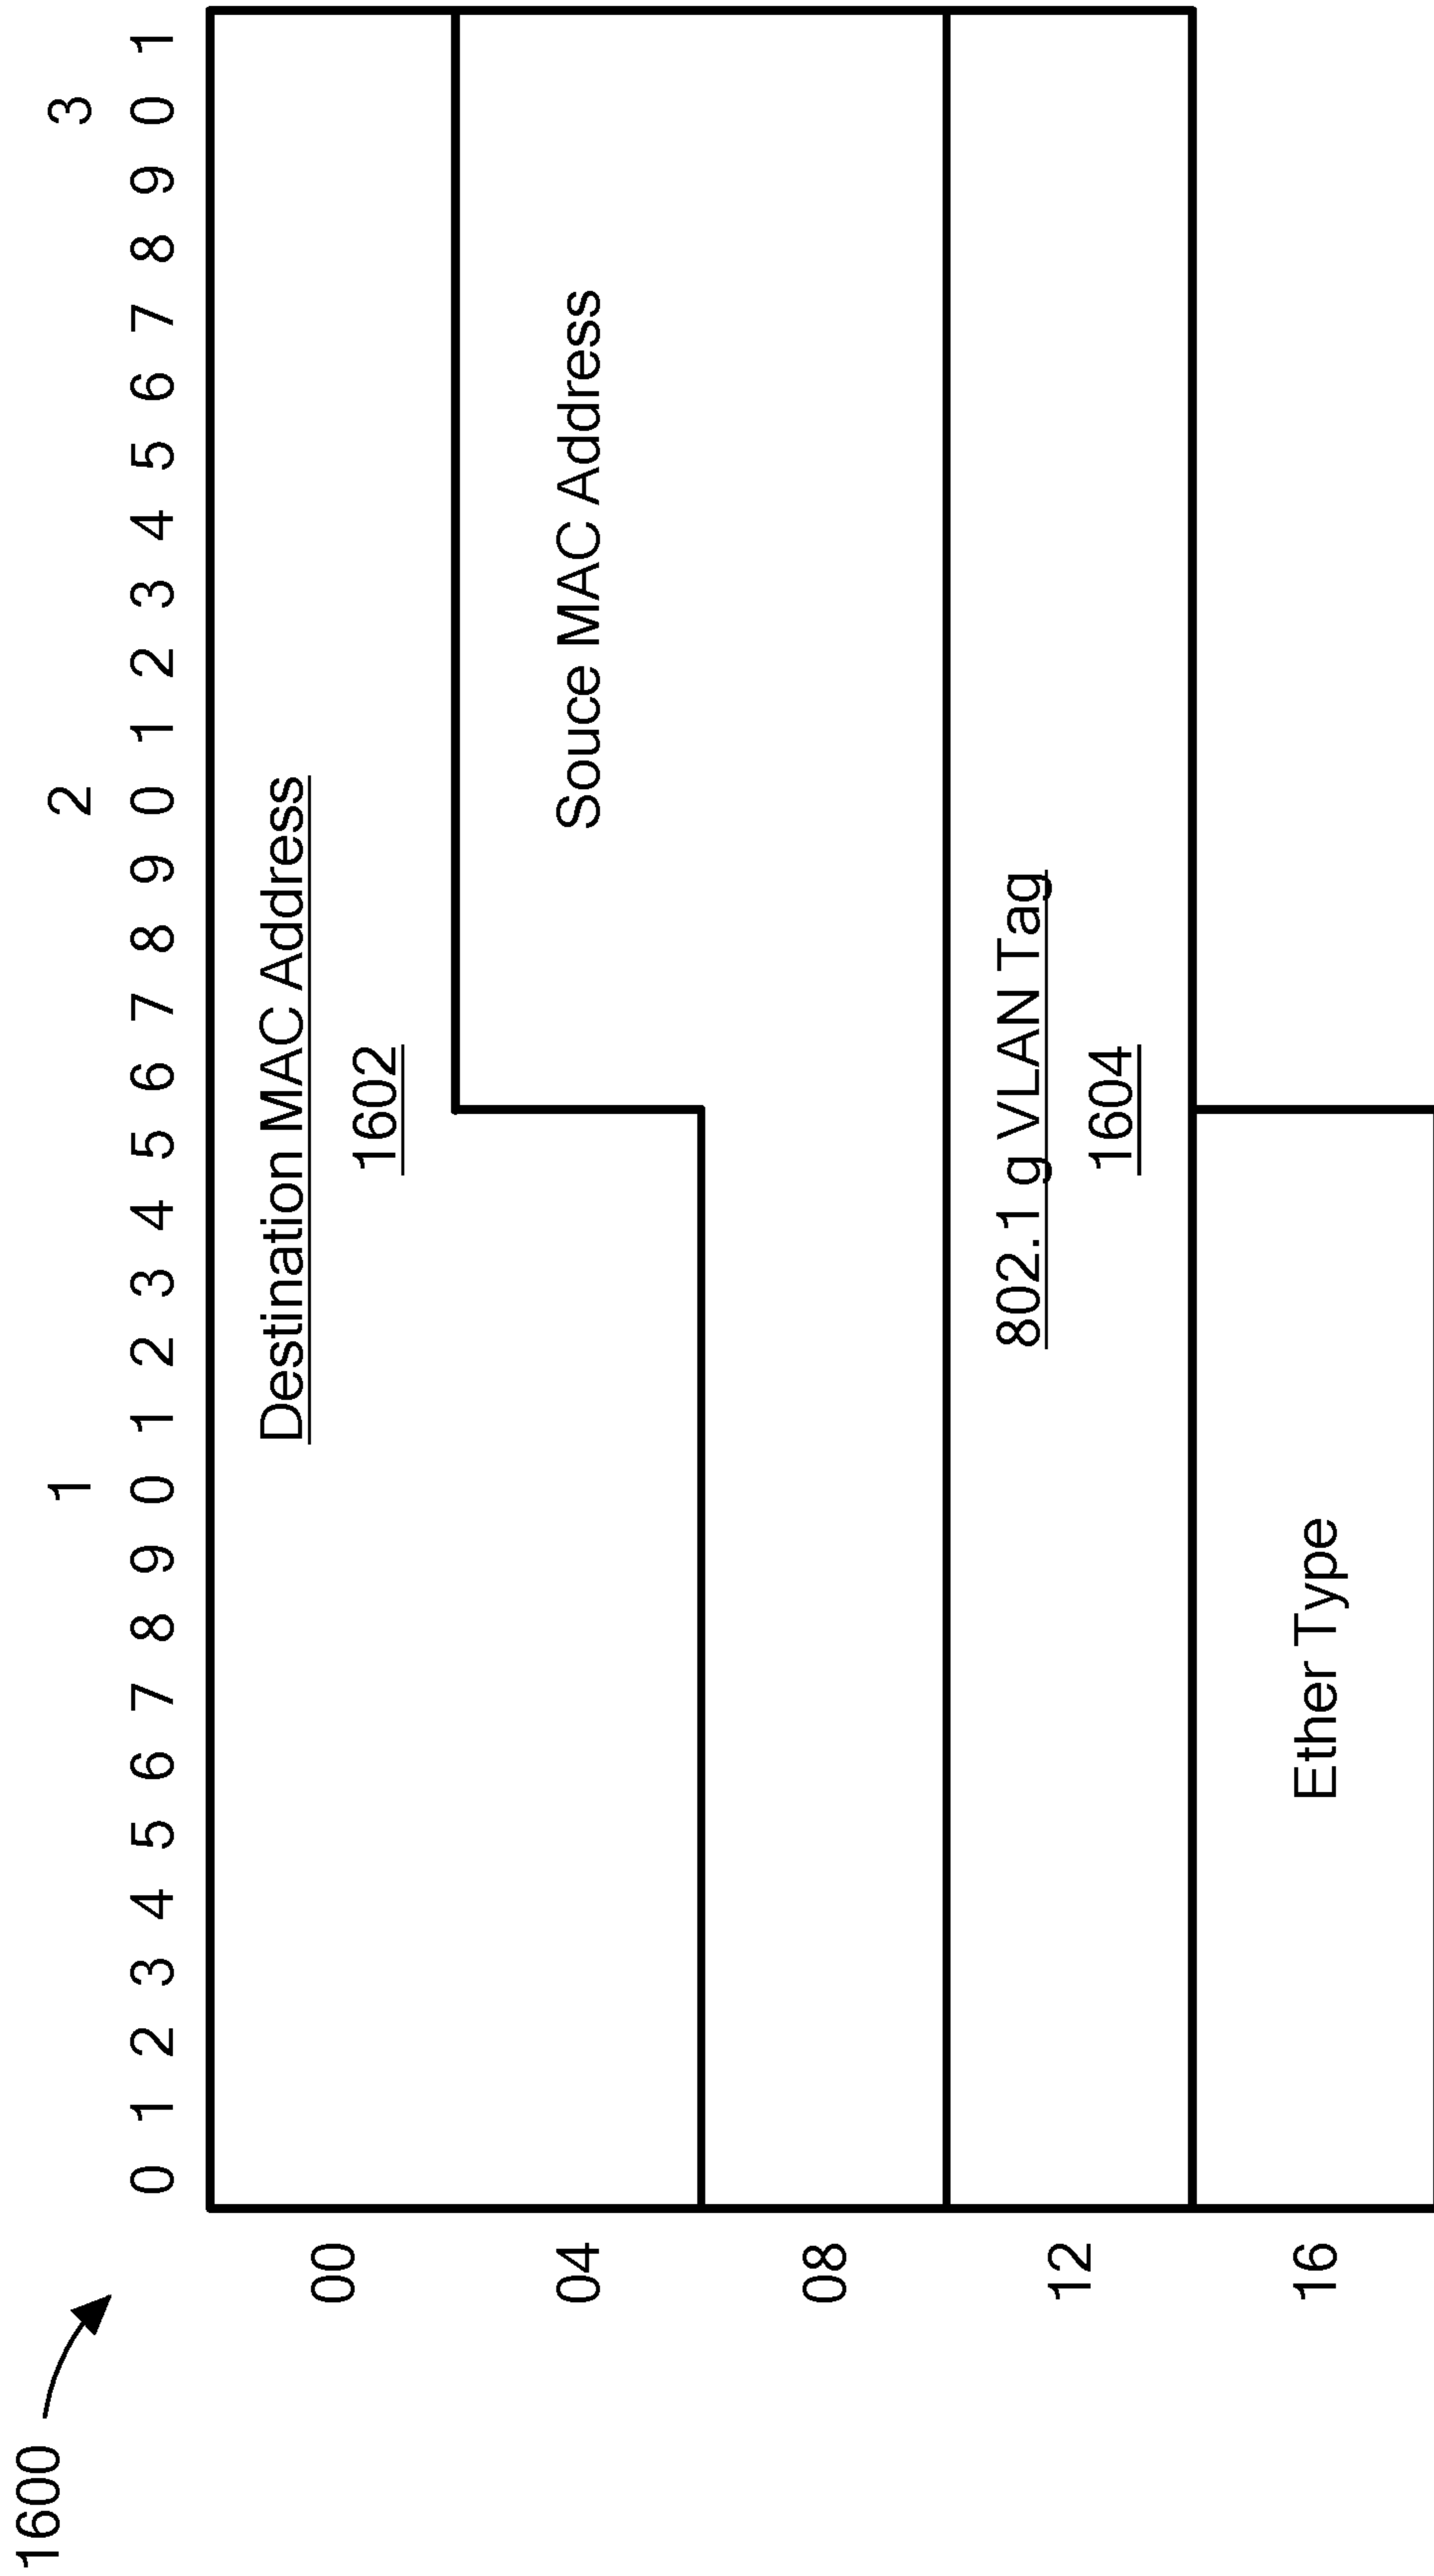 1600
1 2 3
0 1 2 3 4 5 6 7 8 9 0 1 2 3 4 5 6 7 8 9 0 1 2 3 4 5 6 7 8 9 0 1
00
Destination MAC Address
1602
04
Souce MAC Address
08
12
802.1 g VLAN Tag
1604
16
Ether Type